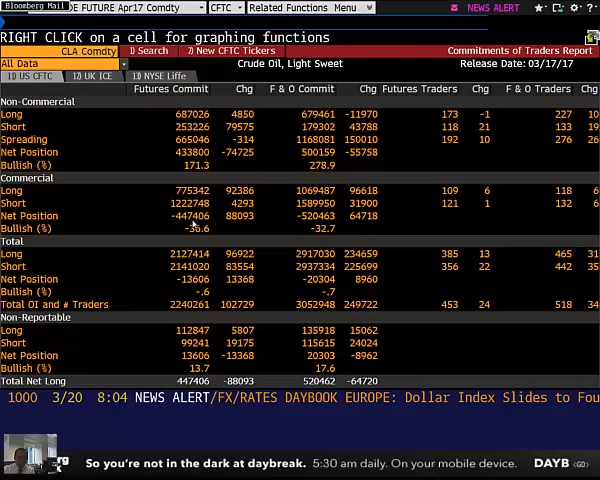 Bloomberg Mail
DE FUTURE Apr17 Comdty CFTC Related Functions Menu NEWS ALERT
RIGHT CLICK on a cell for graphing functions
CLA Comdty 1) Search 2) New CFTC Tickers Commitments of Traders Report
All Data Crude Oil, Light Sweet Release Date: 03/17/17
11) US CFTC 12) UK ICE 13) NYSE Liffe
Futures Commit Chg F & O Commit Chg Futures Traders Chg F & O Traders Chg
Non-Commercial
Long 687026 4850 679461 -11970 173 -1 227 10
Short 253226 79575 179302 43788 118 21 133 19
Spreading 665046 -314 1168081 150010 192 10 276 26
Net Position 433800 -74725 500159 -55758
Bullish (%) 171.3 278.9
Commercial
Long 775342 92386 1069487 96618 109 6 118 6
Short 1222748 4293 1589950 31900 121 1 132 6
Net Position -447406 88093 -520463 64718
Bullish (%) -36.6 -32.7
Total
Long 2127414 96922 2917030 234659 385 13 465 31
Short 2141020 83554 2937334 225699 356 22 442 35
Net Position -13606 13368 -20304 8960
Bullish (%) -.6 -.7
Total OI and # Traders 2240261 102729 3052948 249722 453 24 518 34
Non-Reportable
Long 112847 5807 135918 15062
Short 99241 19175 115615 24024
Net Position 13606 -13368 20303 -8962
Bullish (%) 13.7 17.6
Total Net Long 447406 -88093 520462 -64720
1000 3/20 8:04 NEWS ALERT/FX/RATES DAYBOOK EUROPE: Dollar Index Slides to Fou
So you're not in the dark at daybreak. 5:30 am daily. On your mobile device. DAYB <GO>